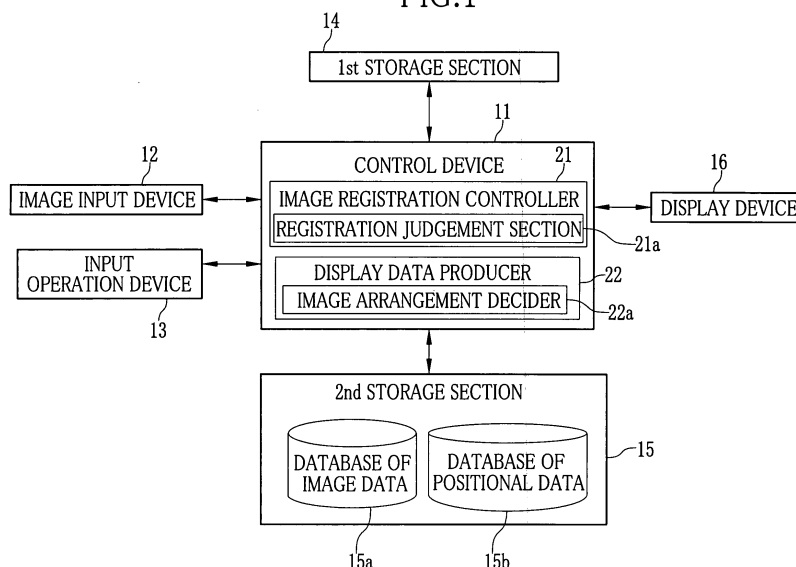 FIG.1
14
1st STORAGE SECTION
11
12
CONTROL DEVICE
21
16
IMAGE INPUT DEVICE
IMAGE REGISTRATION CONTROLLER
DISPLAY DEVICE
REGISTRATION JUDGEMENT SECTION
21a
INPUT
OPERATION DEVICE
DISPLAY DATA PRODUCER
22
IMAGE ARRANGEMENT DECIDER
22a
13
2nd STORAGE SECTION
15
DATABASE OF
IMAGE DATA
DATABASE OF
POSITIONAL DATA
15a
15b